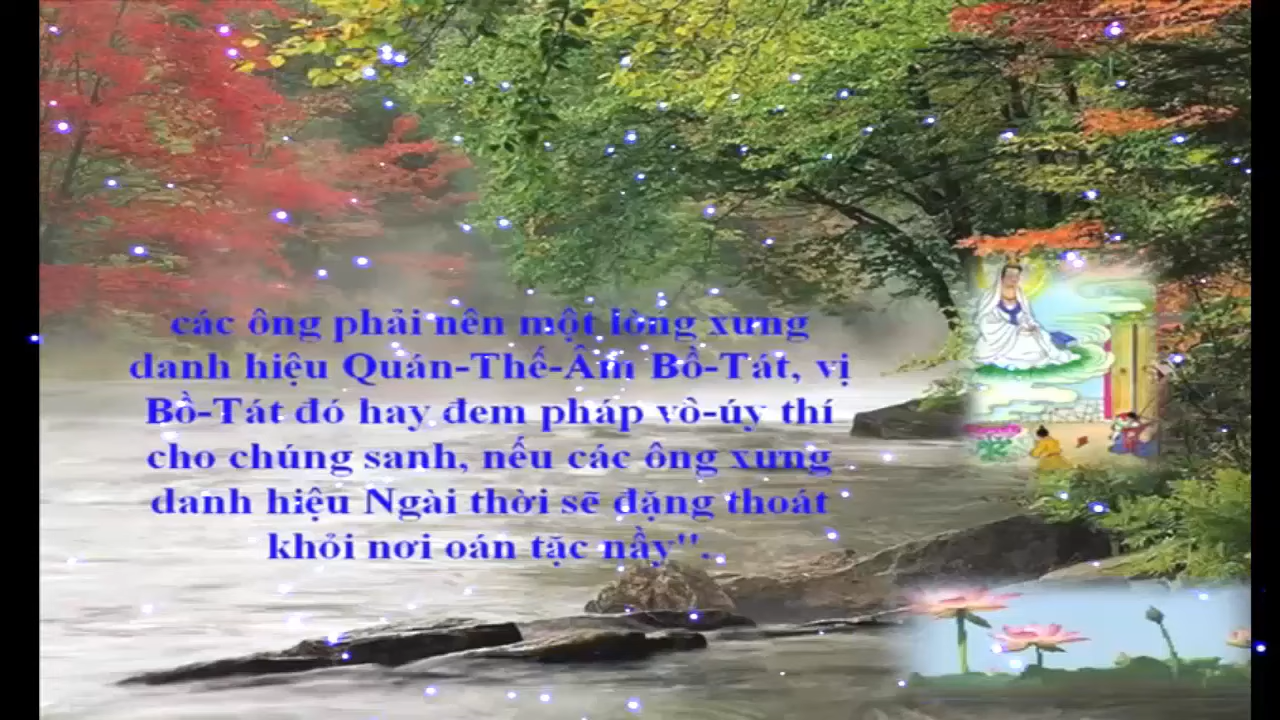 các ông phải nên một lòng xưng
danh hiệu Quán-Thế-Âm Bồ-Tát, vị
Bồ-Tát đó hay đem pháp vô-úy thí
cho chúng sanh, nếu các ông xưng
danh hiệu Ngài thời sẽ đặng thoát
khỏi nơi oán tặc nầy".